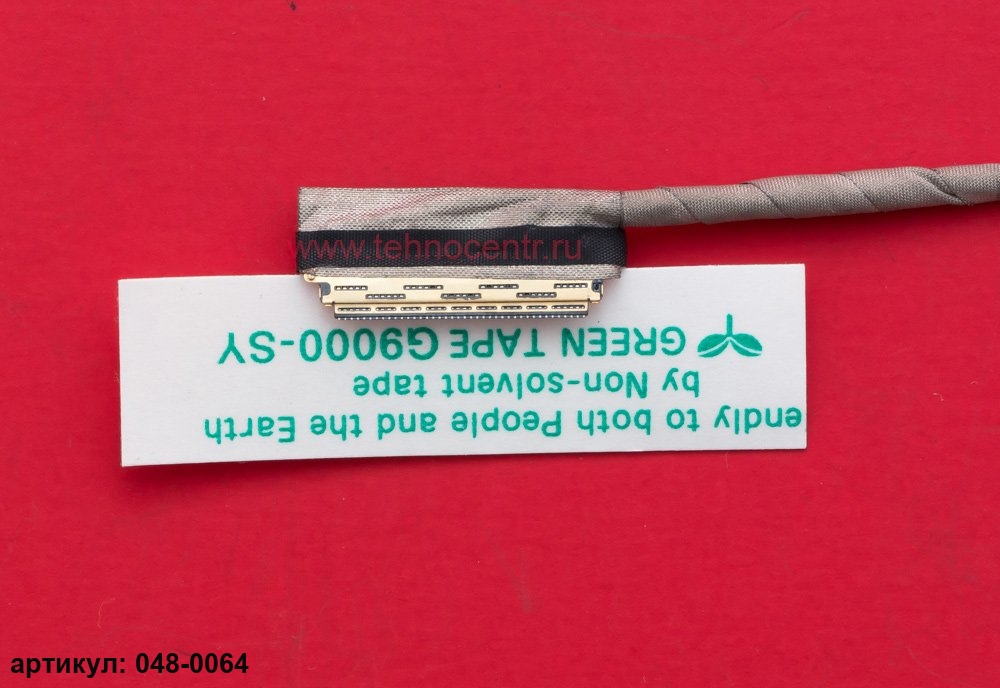 www.tehnocentr.ru
GREEN TAPE G9000-SY
by Non-solvent tape
endly to both People and the Earth
артикул: 048-0064